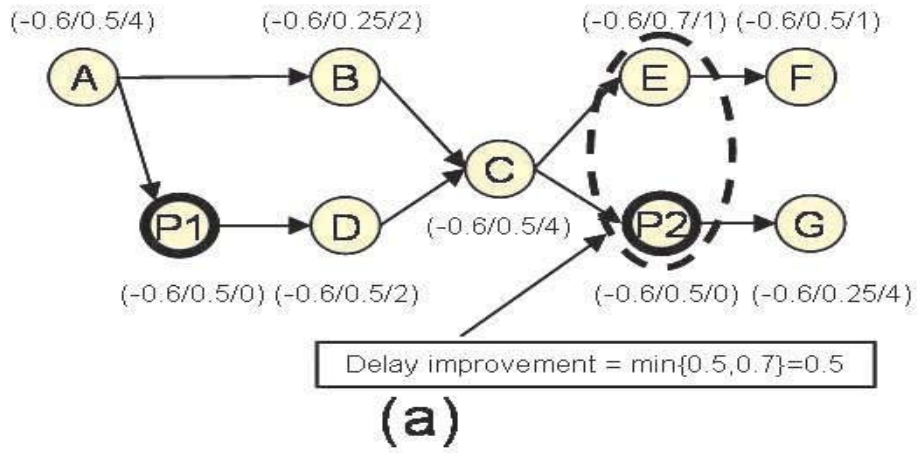 (-0.6/0.5/4) (-0.6/0.25/2) (-0.6/0.7/1) (-0.6/0.5/1)
A B E F
C
P1 D (-0.6/0.5/4) P2 G
(-0.6/0.5/0) (-0.6/0.5/2) (-0.6/0.5/0) (-0.6/0.25/4)
Delay improvement = min{0.5,0.7}=0.5
(a)